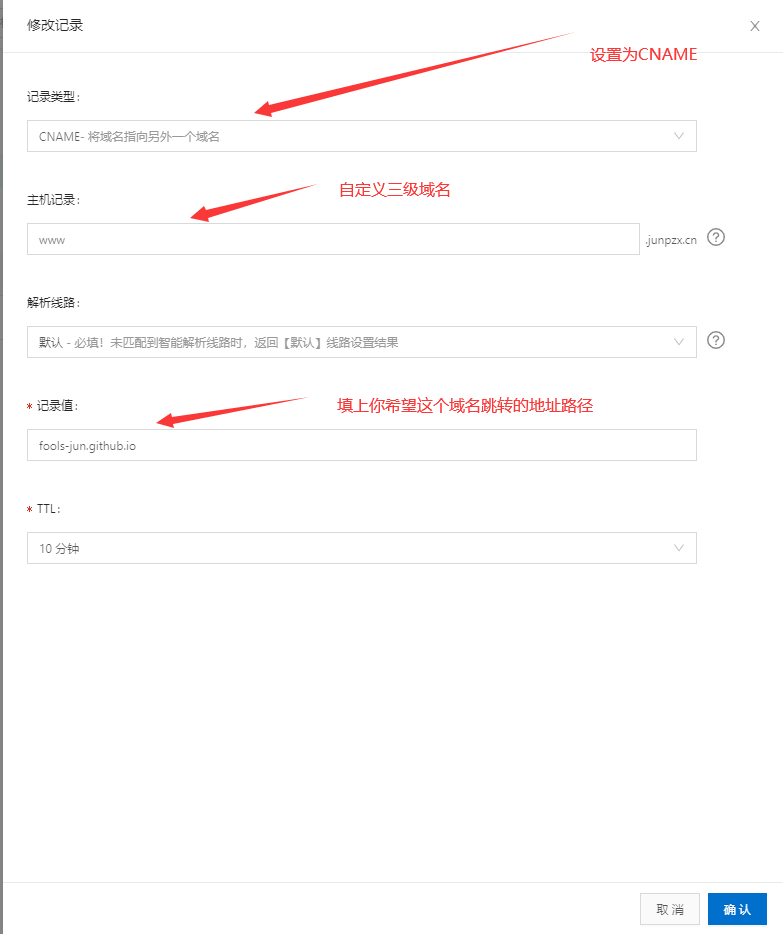 修改记录
设置为CNAME
记录类型:
CNAME- 将域名指向另外一个域名
自定义三级域名
主机记录:
www
.junpzx.cn
解析线路:
默认 - 必填！未匹配到智能解析线路时，返回【默认】线路设置结果
* 记录值:
填上你希望这个域名跳转的地址路径
fools-jun.github.io
* TTL:
10 分钟
取 消
确 认